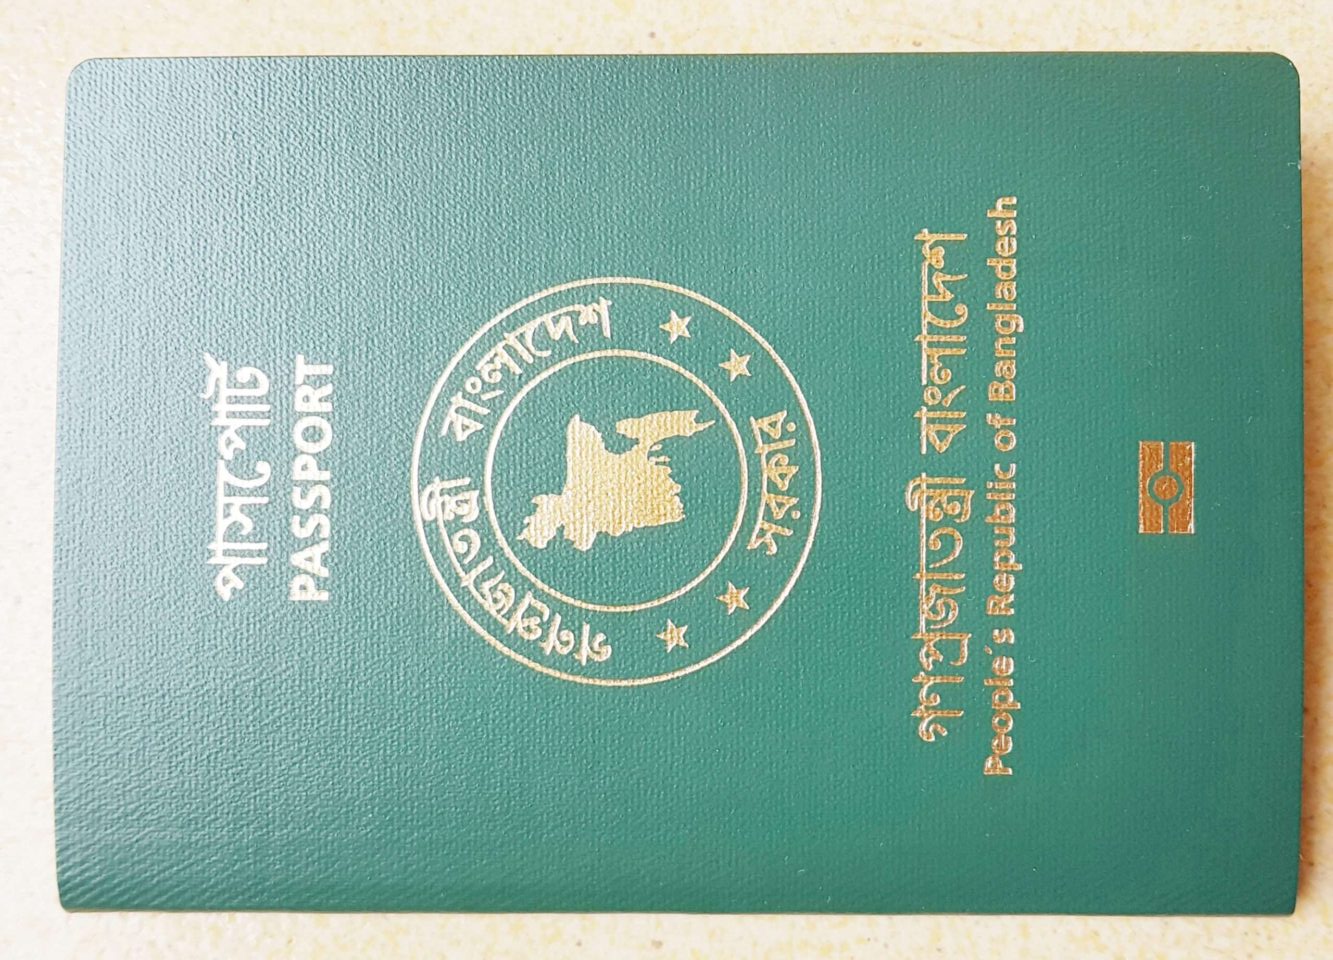 পাসপোর্ট
PASSPORT
গণপ্রজাতন্ত্রী বাংলাদেশ
সরকার
গণপ্রজাতন্ত্রী বাংলাদেশ
People's Republic of Bangladesh